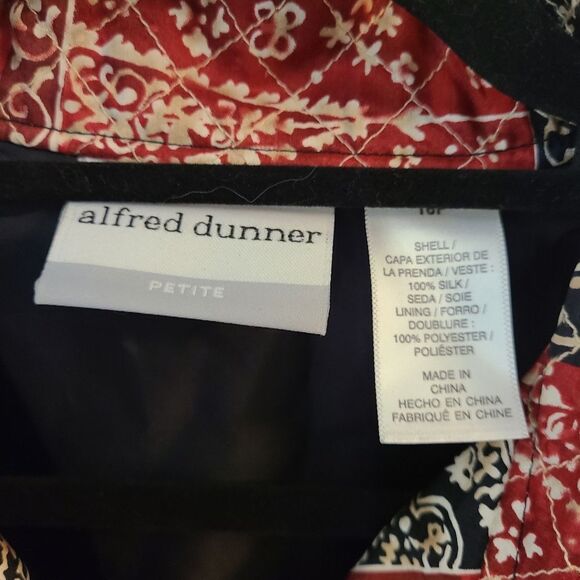 alfred dunner
PETITE
SHELL /
CAPA EXTERIOR DE
LA PRENDA / VESTE :
100% SILK /
SEDA / SOIE
LINING / FORRO /
DOUBLURE :
100% POLYESTER /
POLIÉSTER
MADE IN
CHINA
HECHO EN CHINA
FABRIQUÉ EN CHINE